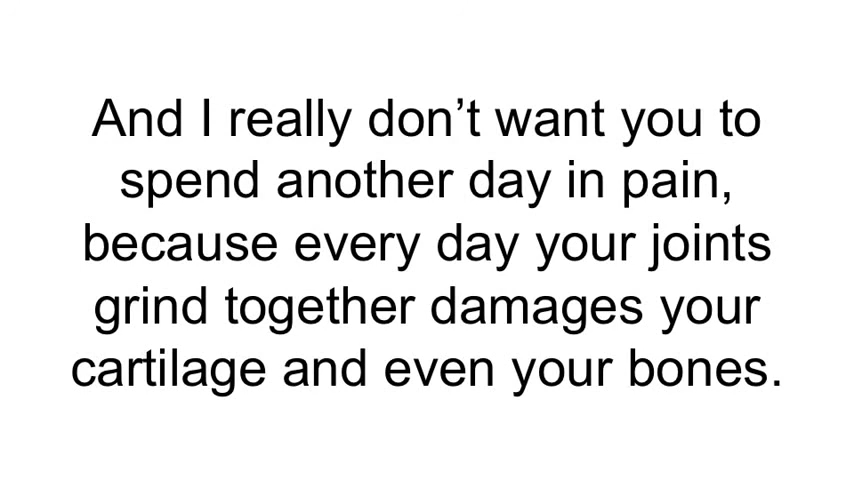 And I really don’t want you to
spend another day in pain,
because every day your joints
grind together damages your
cartilage and even your bones.